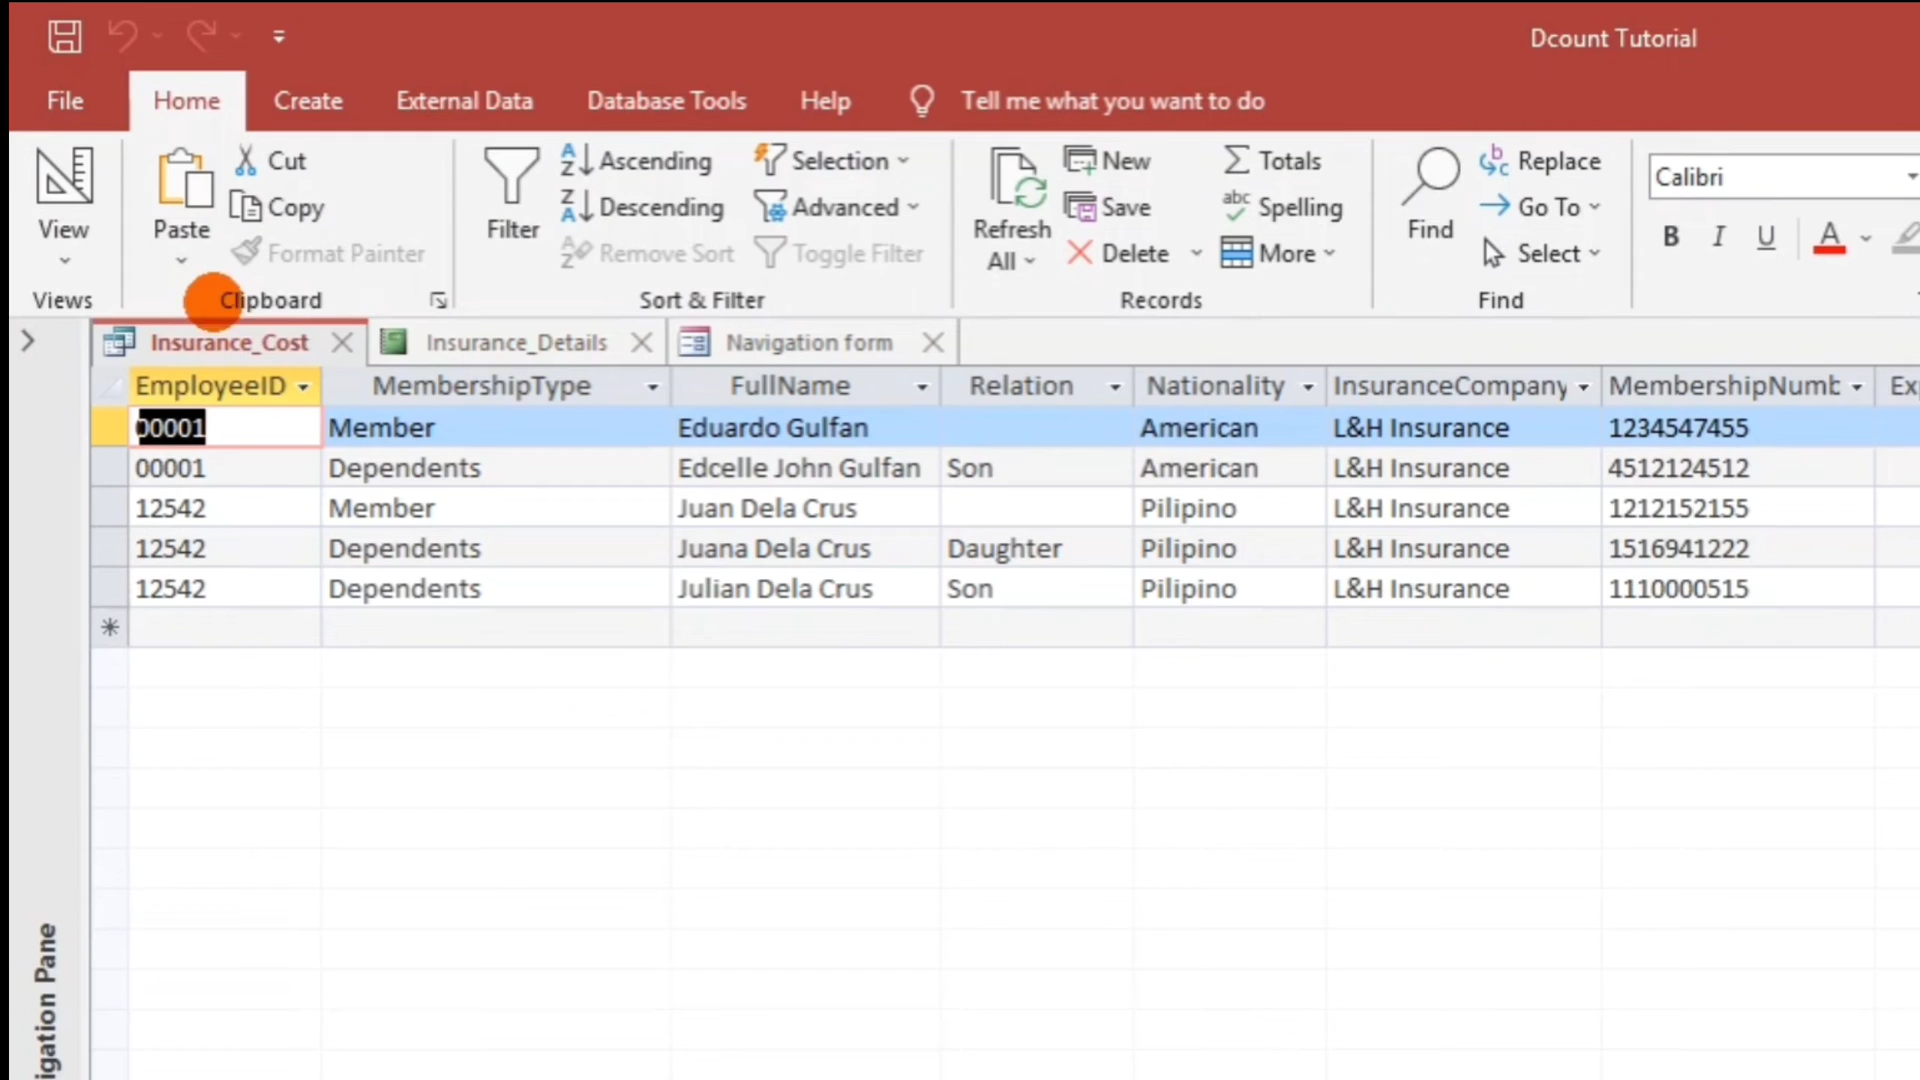 Dcount Tutorial
File Home Create External Data Database Tools Help Tell me what you want to do
Cut Ascending Selection New Totals Replace Calibri
Copy Descending Advanced Save Spelling Go To
View Paste Filter Refresh Find B I U A
Format Painter Remove Sort Toggle Filter All Delete More Select
Views Clipboard Sort & Filter Records Find
Insurance_Cost Insurance_Details Navigation form
EmployeeID MembershipType FullName Relation Nationality InsuranceCompany MembershipNumb Ex
00001 Member Eduardo Gulfan American L&H Insurance 1234547455
00001 Dependents Edcelle John Gulfan Son American L&H Insurance 4512124512
12542 Member Juan Dela Crus Pilipino L&H Insurance 1212152155
12542 Dependents Juana Dela Crus Daughter Pilipino L&H Insurance 1516941222
12542 Dependents Julian Dela Crus Son Pilipino L&H Insurance 1110000515
igation Pane